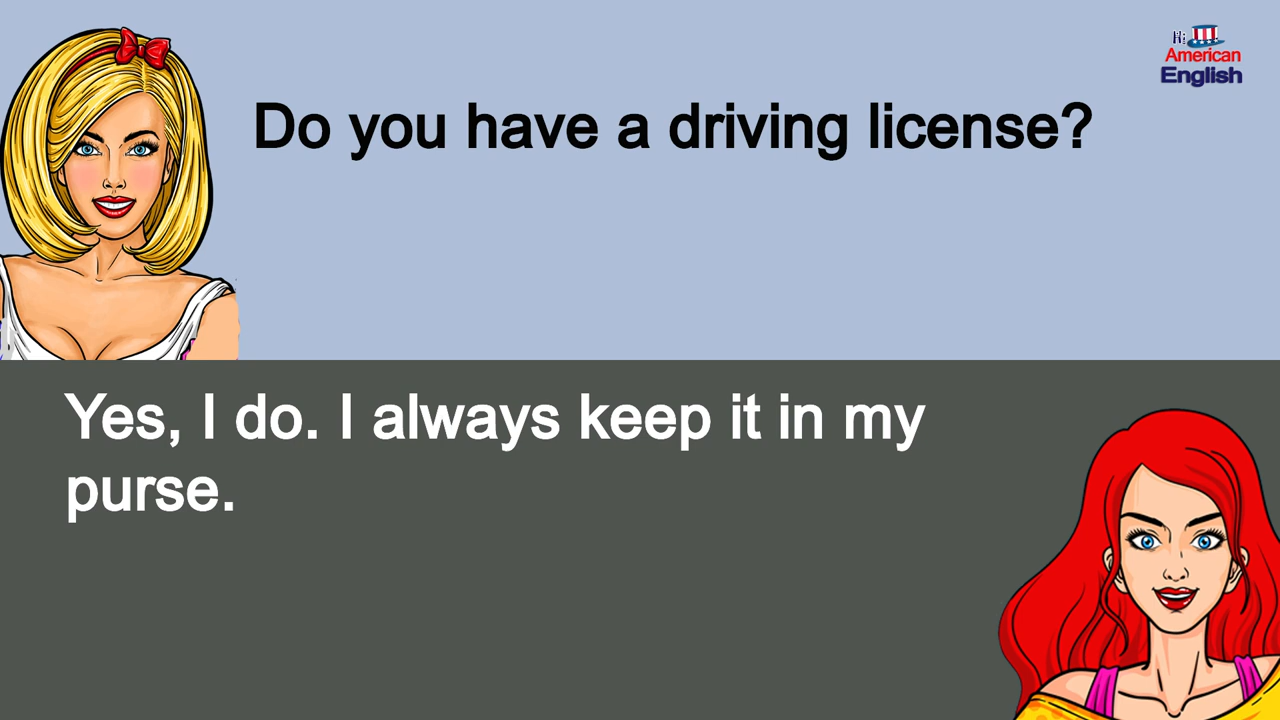 Hi
American
English
Do you have a driving license?
Yes, I do. I always keep it in my
purse.